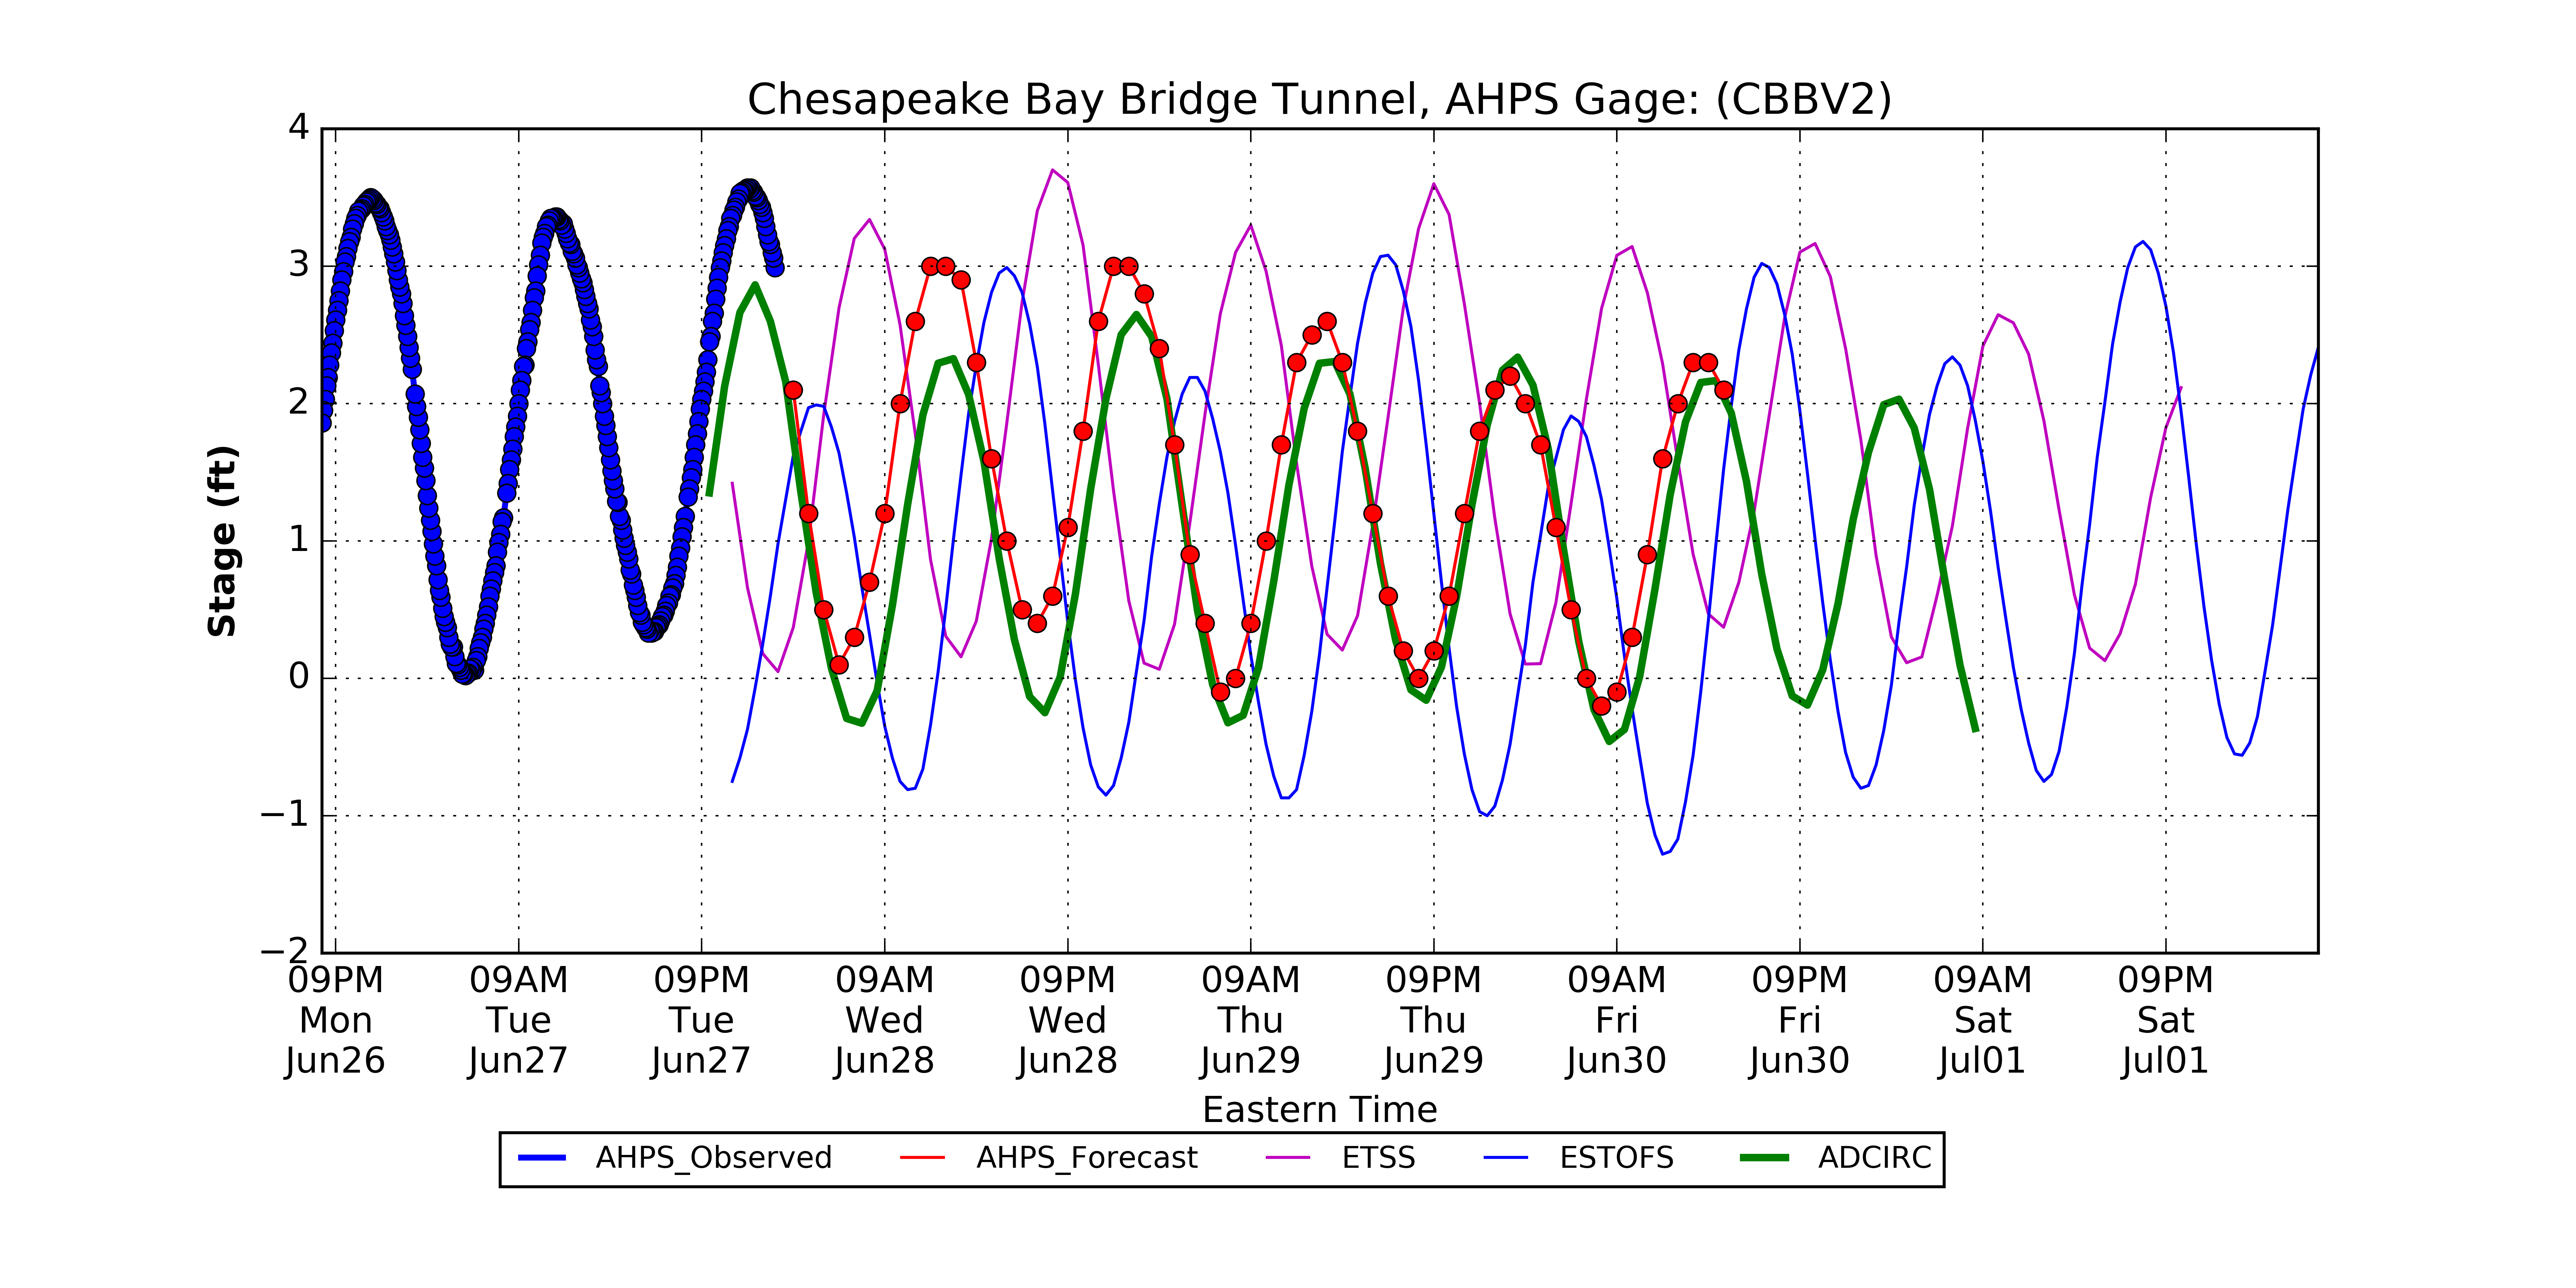 Chesapeake Bay Bridge Tunnel, AHPS Gage: (CBBV2)
4
3
2
1
0
−1
−2
Stage (ft)
09PM 09AM 09PM 09AM 09PM 09AM 09PM 09AM 09PM 09AM 09PM
Mon Tue Tue Wed Wed Thu Thu Fri Fri Sat Sat
Jun26 Jun27 Jun27 Jun28 Jun28 Jun29 Jun29 Jun30 Jun30 Jul01 Jul01
Eastern Time
AHPS_Observed AHPS_Forecast ETSS ESTOFS ADCIRC